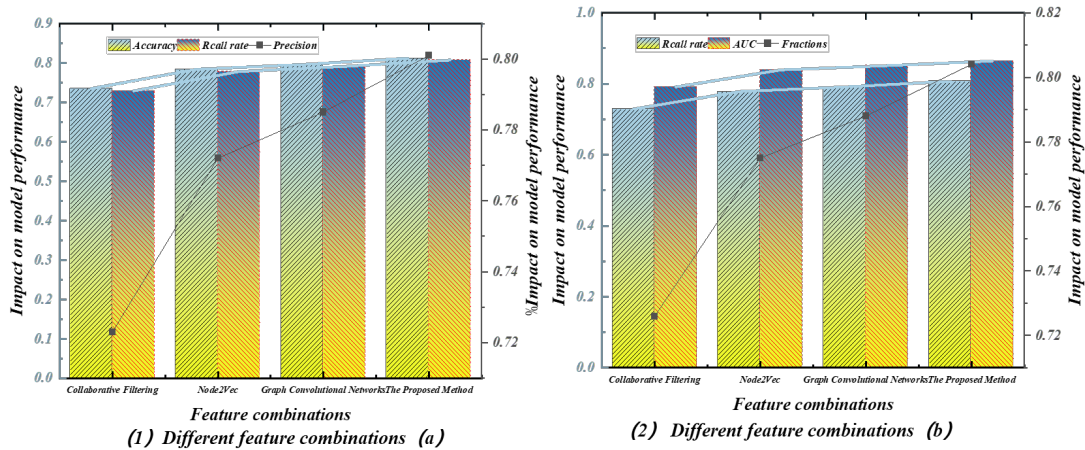 Accuracy Rcall rate Precision
Impact on model performance
0.9
0.8
0.7
0.6
0.5
0.4
0.3
0.2
0.1
0.0
0.80
0.78
0.76
0.74
0.72
%Impact on model performance
Collaborative Filtering Node2Vec Graph Convolutional Networks The Proposed Method
Feature combinations
(1) Different feature combinations (a)
Rcall rate AUC Fractions
Impact on model performance
1.0
0.8
0.6
0.4
0.2
0.0
0.82
0.80
0.78
0.76
0.74
0.72
Impact on model performance
Collaborative Filtering Node2Vec Graph Convolutional Networks The Proposed Method
Feature combinations
(2) Different feature combinations (b)